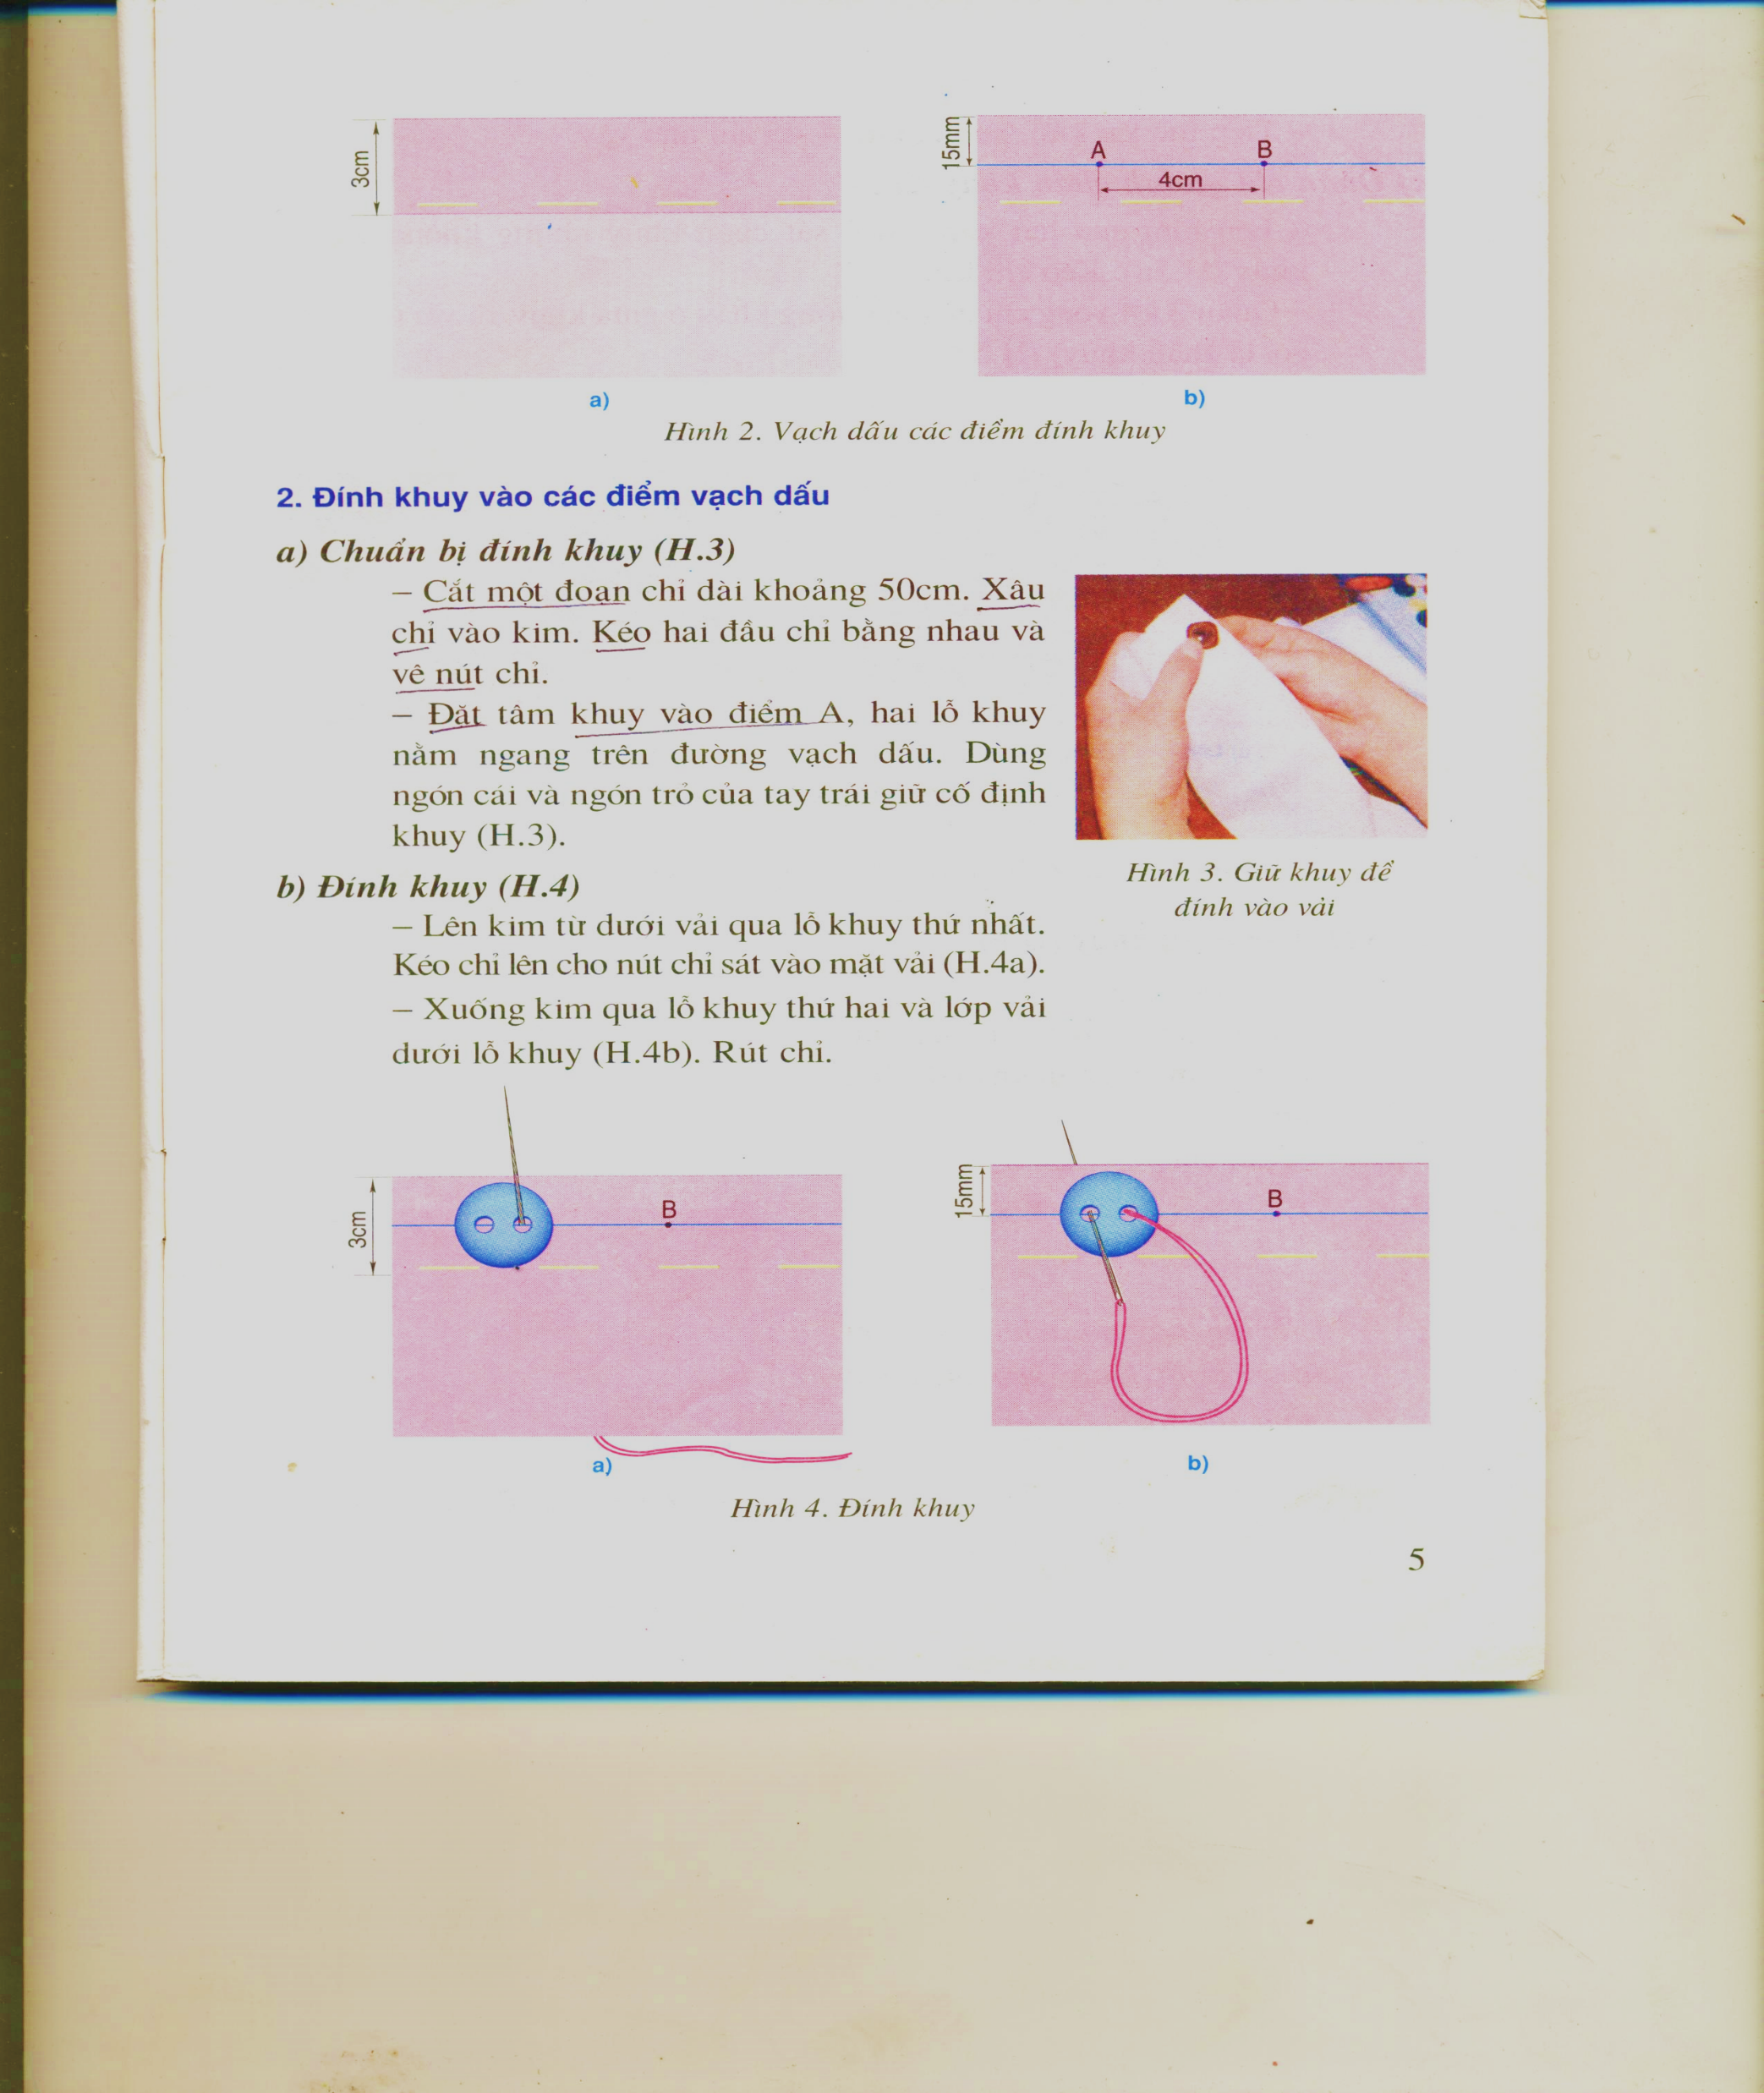 3cm
15mm
A
B
4cm
a)
b)
Hình 2. Vạch dấu các điểm đính khuy
2. Đính khuy vào các điểm vạch dấu
a) Chuẩn bị đính khuy (H.3)
– Cắt một đoạn chỉ dài khoảng 50cm. Xâu
chỉ vào kim. Kéo hai đầu chỉ bằng nhau và
vê nút chỉ.
– Đặt tâm khuy vào điểm A, hai lỗ khuy
nằm ngang trên đường vạch dấu. Dùng
ngón cái và ngón trỏ của tay trái giữ cố định
khuy (H.3).
Hình 3. Giữ khuy để
đính vào vải
b) Đính khuy (H.4)
– Lên kim từ dưới vải qua lỗ khuy thứ nhất.
Kéo chỉ lên cho nút chỉ sát vào mặt vải (H.4a).
– Xuống kim qua lỗ khuy thứ hai và lớp vải
dưới lỗ khuy (H.4b). Rút chỉ.
3cm
B
15mm
B
a)
b)
Hình 4. Đính khuy
5